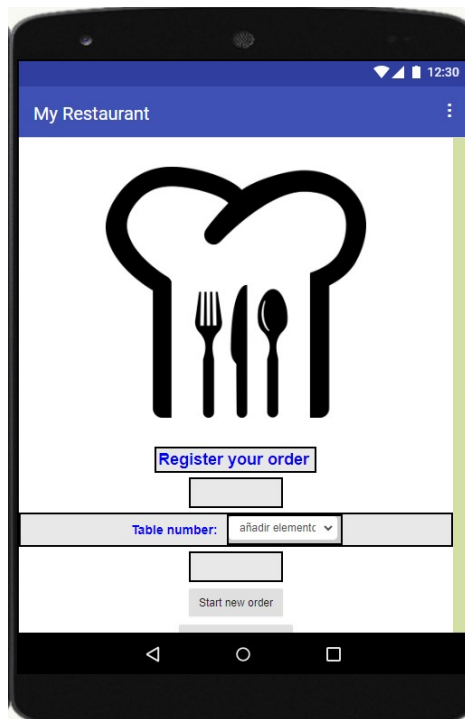 12:30
My Restaurant
Register your order
Table number: añadir elementc
Start new order